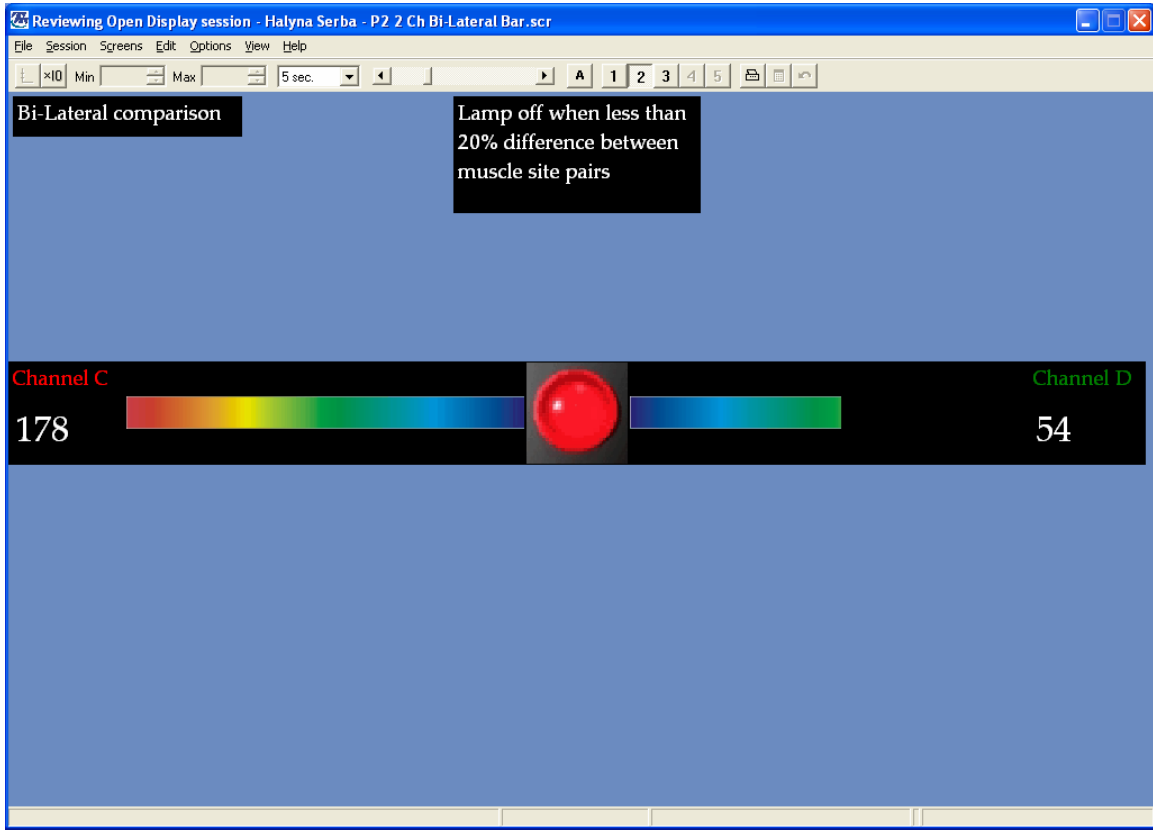 Reviewing Open Display session - Halyna Serba - P2 2 Ch Bi-Lateral Bar.scr
File Session Screens Edit Options View Help
×10 Min Max 5 sec. A 1 2 3 4 5
Bi-Lateral comparison
Lamp off when less than
20% difference between
muscle site pairs
Channel C
Channel D
178
54